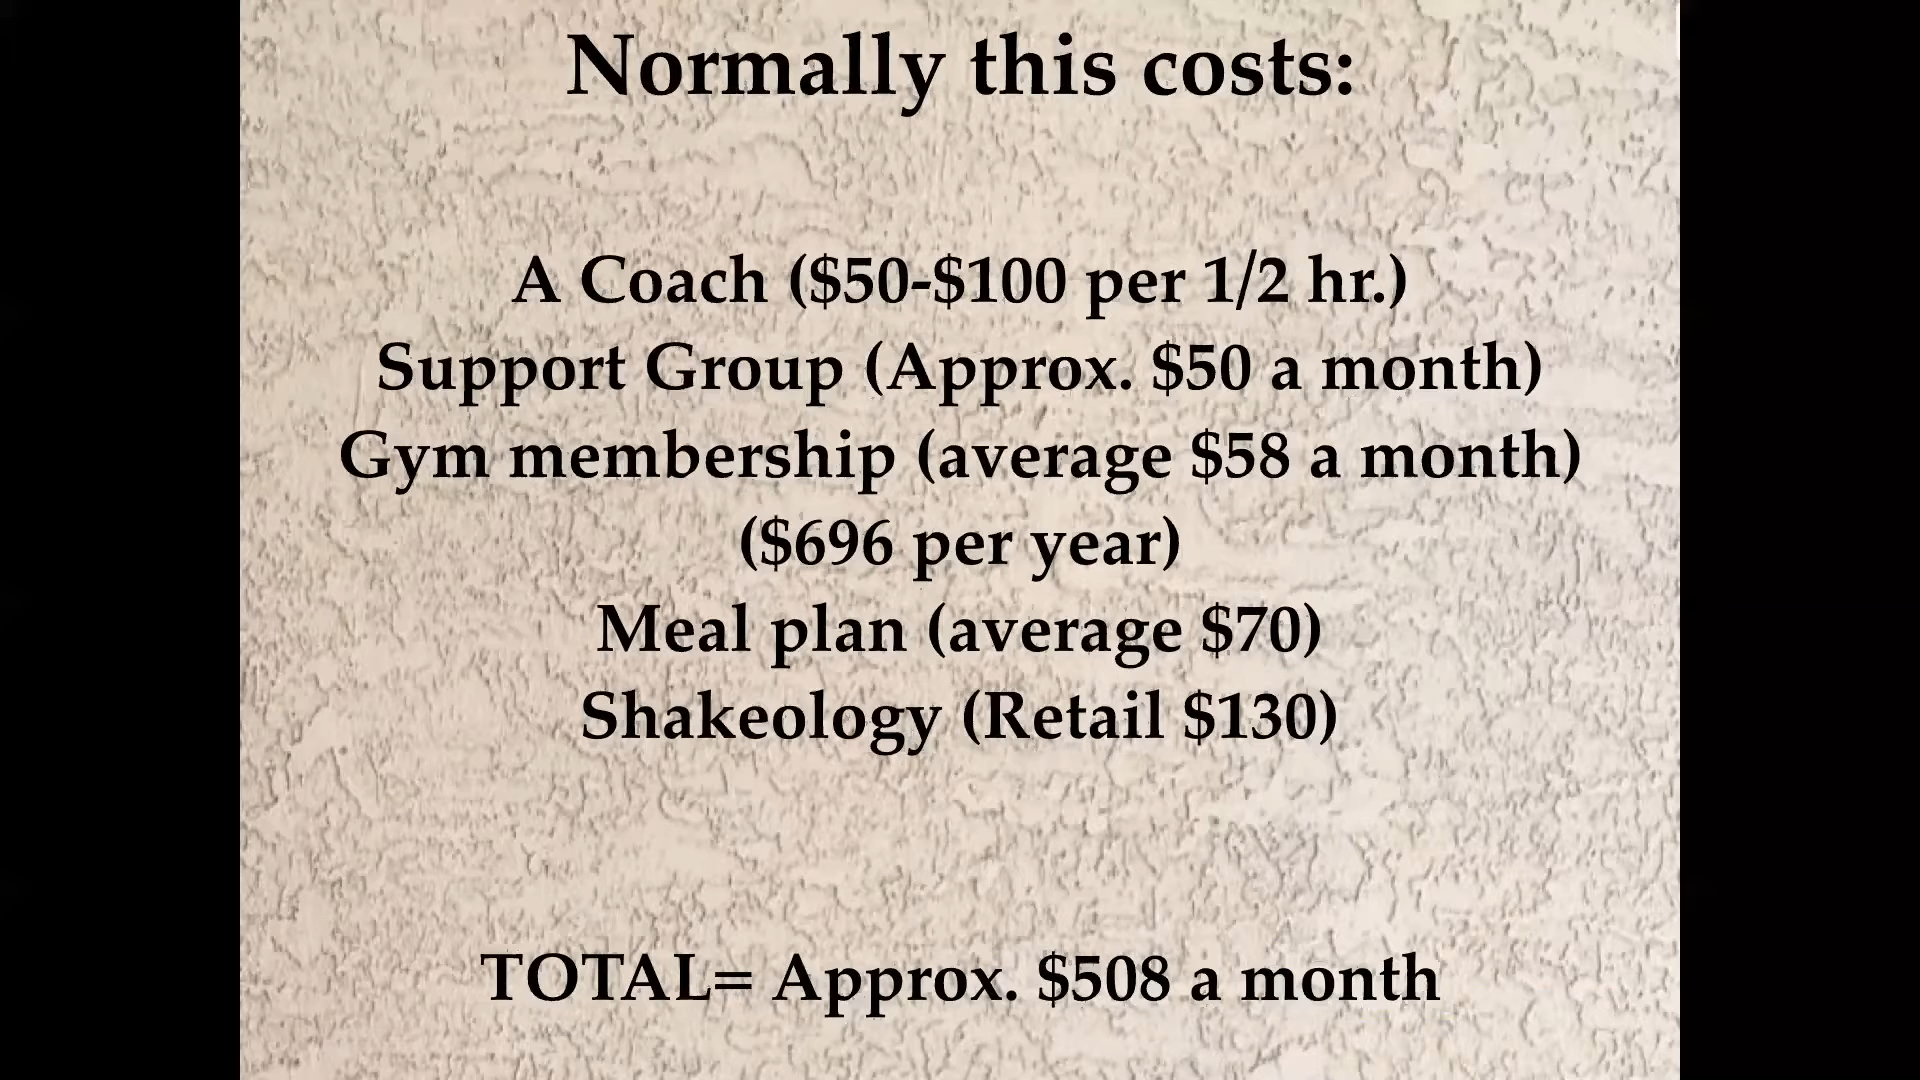 Normally this costs:
A Coach ($50-$100 per 1/2 hr.)
Support Group (Approx. $50 a month)
Gym membership (average $58 a month)
($696 per year)
Meal plan (average $70)
Shakeology (Retail $130)
TOTAL= Approx. $508 a month